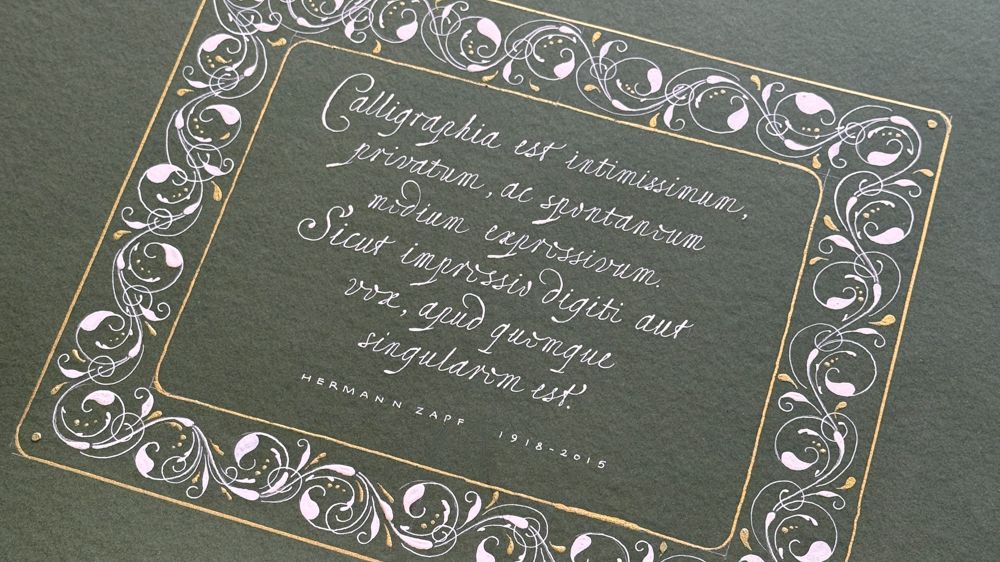 Calligraphia est intimissimum,
privatum, ac spontaneum
medium expressivum.
Sicut impressio digiti aut
vox, apud quemque
singularem est.
HERMANN ZAPF 1918-2015